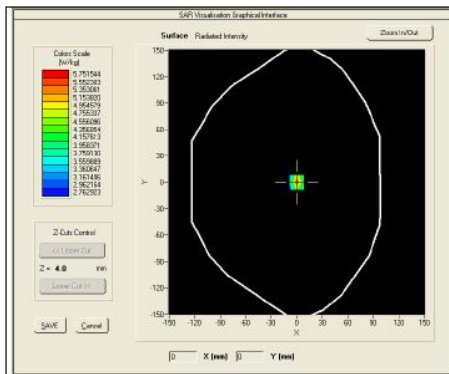 SAR Visualisation Graphical Interface
Surface Radiated Intensity
Zoom In/Out
Colors Scale
(W/kg)
5.751544
5.552303
5.353061
5.153820
4.954579
4.755337
4.556096
4.356854
4.157613
3.958371
3.759130
3.559889
3.360647
3.161406
2.962164
2.762923
Z-Cuts Control
<< Upper Cut
Z = 4.0 mm
Lower Cut >>
SAVE Cancel
150
120
90
60
30
0
-30
-60
-90
-120
-150
Y
-150 -120 -90 -60 -30 0 30 60 90 120 150
X
0 X (mm) 0 Y (mm)